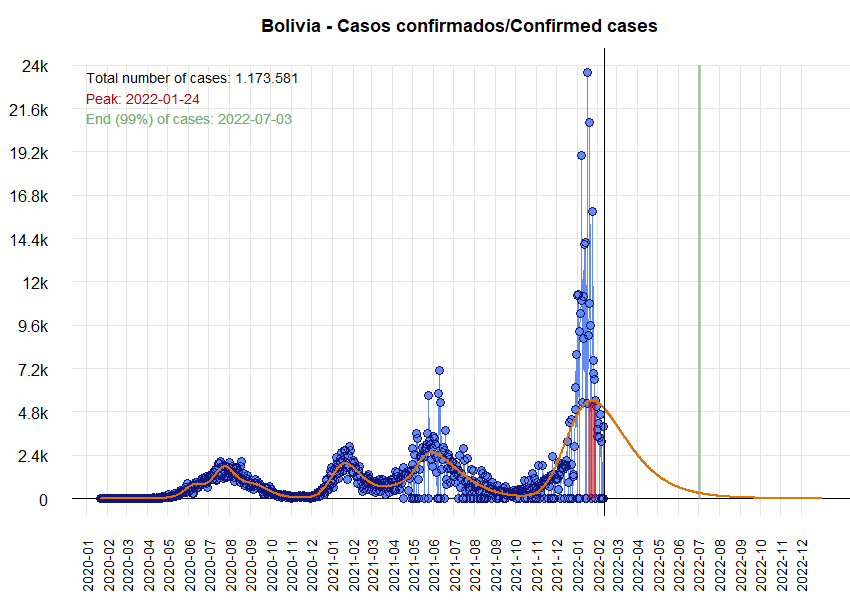 Bolivia - Casos confirmados/Confirmed cases
Total number of cases: 1.173.581
Peak: 2022-01-24
End (99%) of cases: 2022-07-03
24k
21.6k
19.2k
16.8k
14.4k
12k
9.6k
7.2k
4.8k
2.4k
0
2020-01
2020-02
2020-03
2020-04
2020-05
2020-06
2020-07
2020-08
2020-09
2020-10
2020-11
2020-12
2021-01
2021-02
2021-03
2021-04
2021-05
2021-06
2021-07
2021-08
2021-09
2021-10
2021-11
2021-12
2022-01
2022-02
2022-03
2022-04
2022-05
2022-06
2022-07
2022-08
2022-09
2022-10
2022-11
2022-12